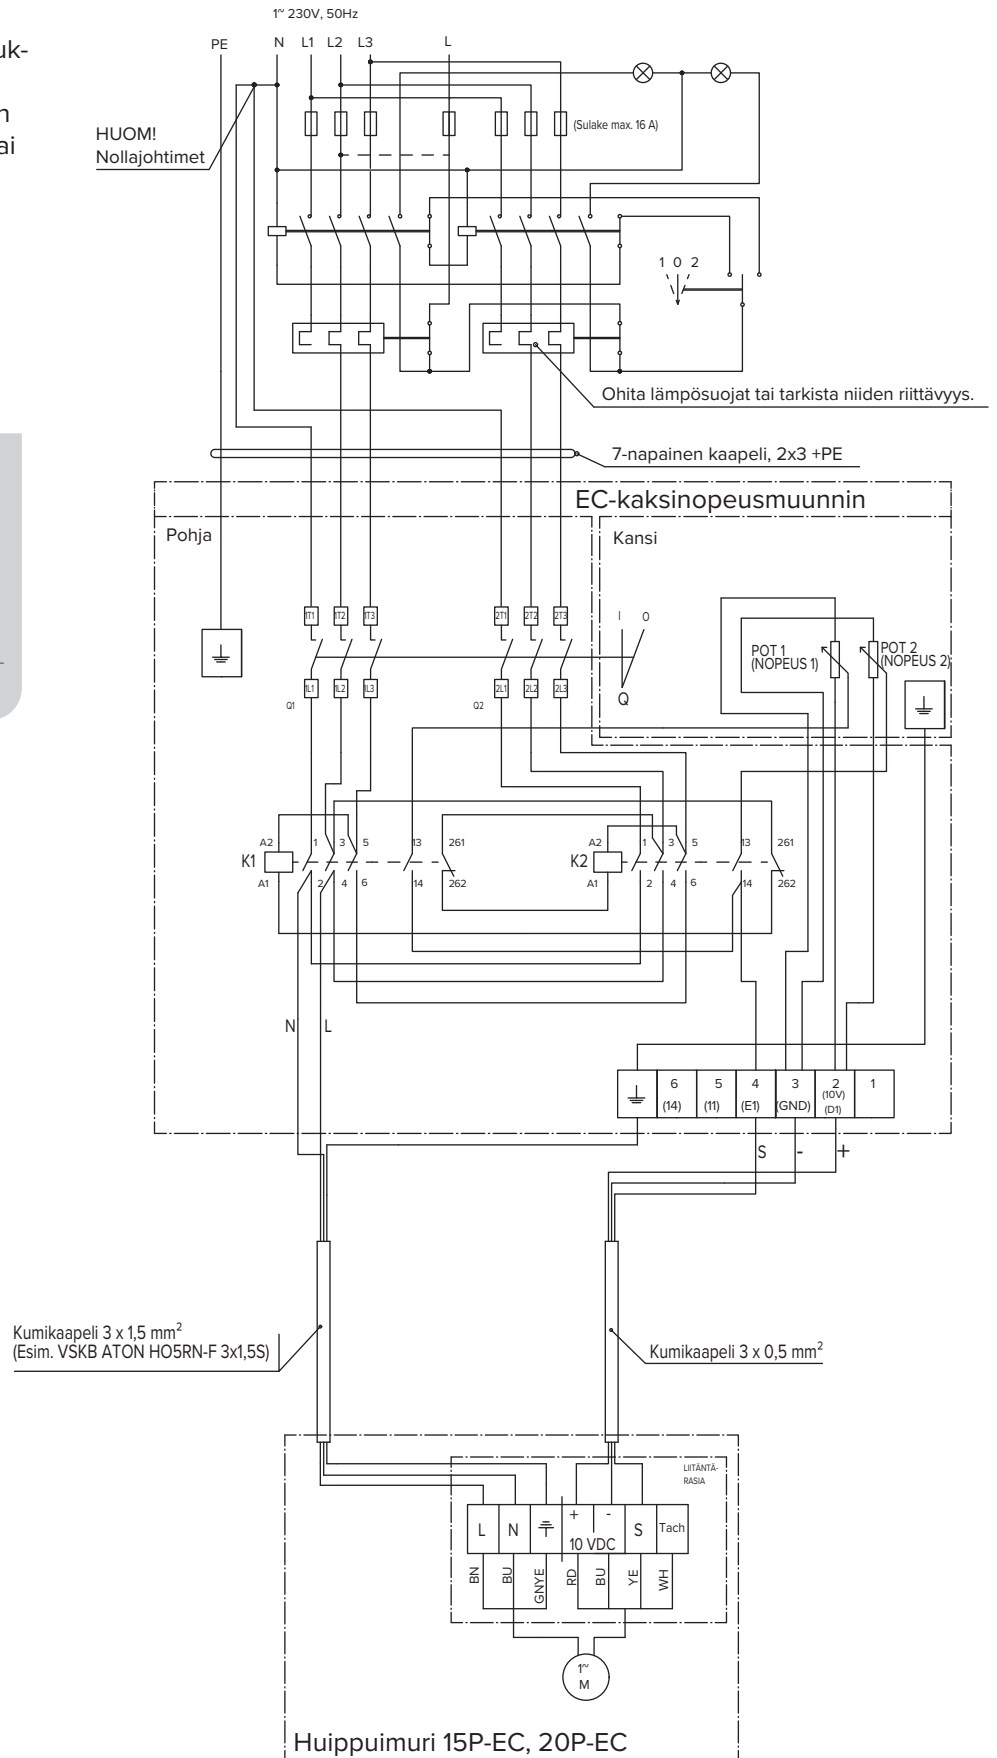 1~ 230V, 50Hz
PE N L1 L2 L3 L
uk-
n
ai
HUOM!
Nollajohtimet
(Sulake max. 16 A)
1 0 2
Ohita lämpösuojat tai tarkista niiden riittävyys.
7-napainen kaapeli, 2x3 +PE
EC-kaksinopeusmuunnin
Pohja
Kansi
1T1 1T2 1T3 2T1 2T2 2T3
I 0
POT 1
(NOPEUS 1)
POT 2
(NOPEUS 2)
1L1 1L2 1L3 2L1 2L2 2L3
Q
Q1 Q2
A2 1 3 5 13 261 A2 1 3 5 13 261
K1 K2
A1 2 4 6 14 262 A1 2 4 6 14 262
N L
6 5 4 3 2 1
(10V)
(14) (11) (E1) (GND) (D1)
S - +
Kumikaapeli 3 x 1,5 mm²
(Esim. VSKB ATON HO5RN-F 3x1,5S)
Kumikaapeli 3 x 0,5 mm²
LIITÄNTÄ-
RASIA
L N + - S Tach
10 VDC
BN BU GNYE RD BU YE WH
1~
M
Huippuimuri 15P-EC, 20P-EC